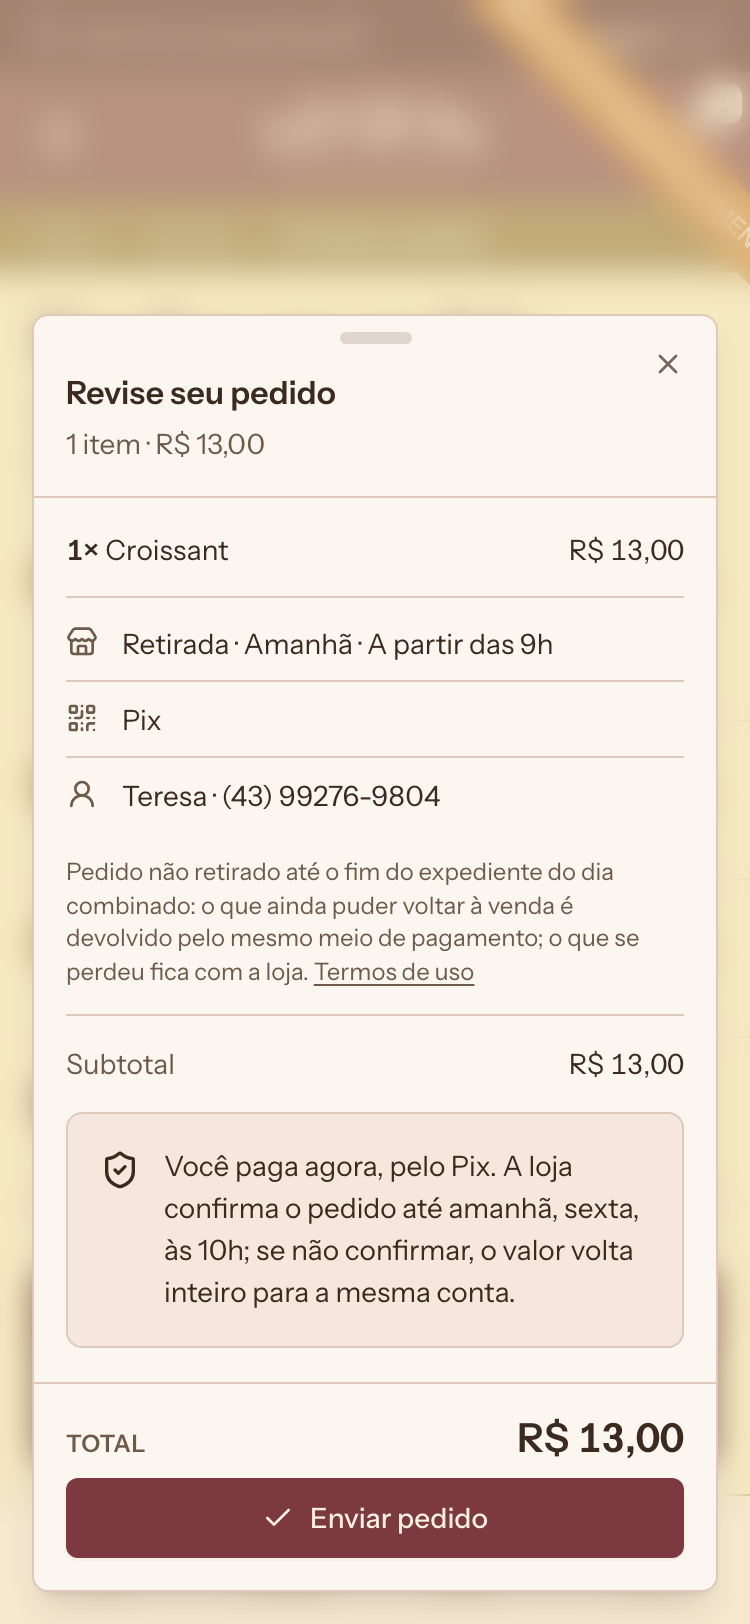 Revise seu pedido
1 item · R$ 13,00
1× Croissant R$ 13,00
Retirada · Amanhã · A partir das 9h
Pix
Teresa · (43) 99276-9804
Pedido não retirado até o fim do expediente do dia
combinado: o que ainda puder voltar à venda é
devolvido pelo mesmo meio de pagamento; o que se
perdeu fica com a loja. Termos de uso
Subtotal R$ 13,00
Você paga agora, pelo Pix. A loja
confirma o pedido até amanhã, sexta,
às 10h; se não confirmar, o valor volta
inteiro para a mesma conta.
TOTAL R$ 13,00
Enviar pedido